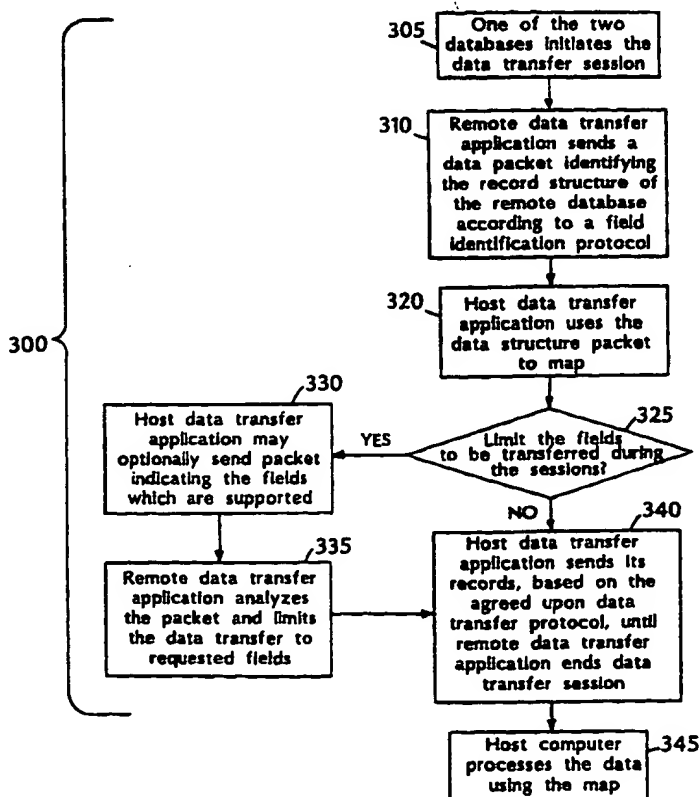 305
One of the two
databases initiates the
data transfer session
310
Remote data transfer
application sends a
data packet identifying
the record structure of
the remote database
according to a field
identification protocol
320
Host data transfer
application uses the
data structure packet
to map
300
325
Limit the fields
to be transferred during
the sessions?
YES
NO
330
Host data transfer
application may
optionally send packet
indicating the fields
which are supported
335
Remote data transfer
application analyzes
the packet and limits
the data transfer to
requested fields
340
Host data transfer
application sends its
records, based on the
agreed upon data
transfer protocol, until
remote data transfer
application ends data
transfer session
345
Host computer
processes the data
using the map